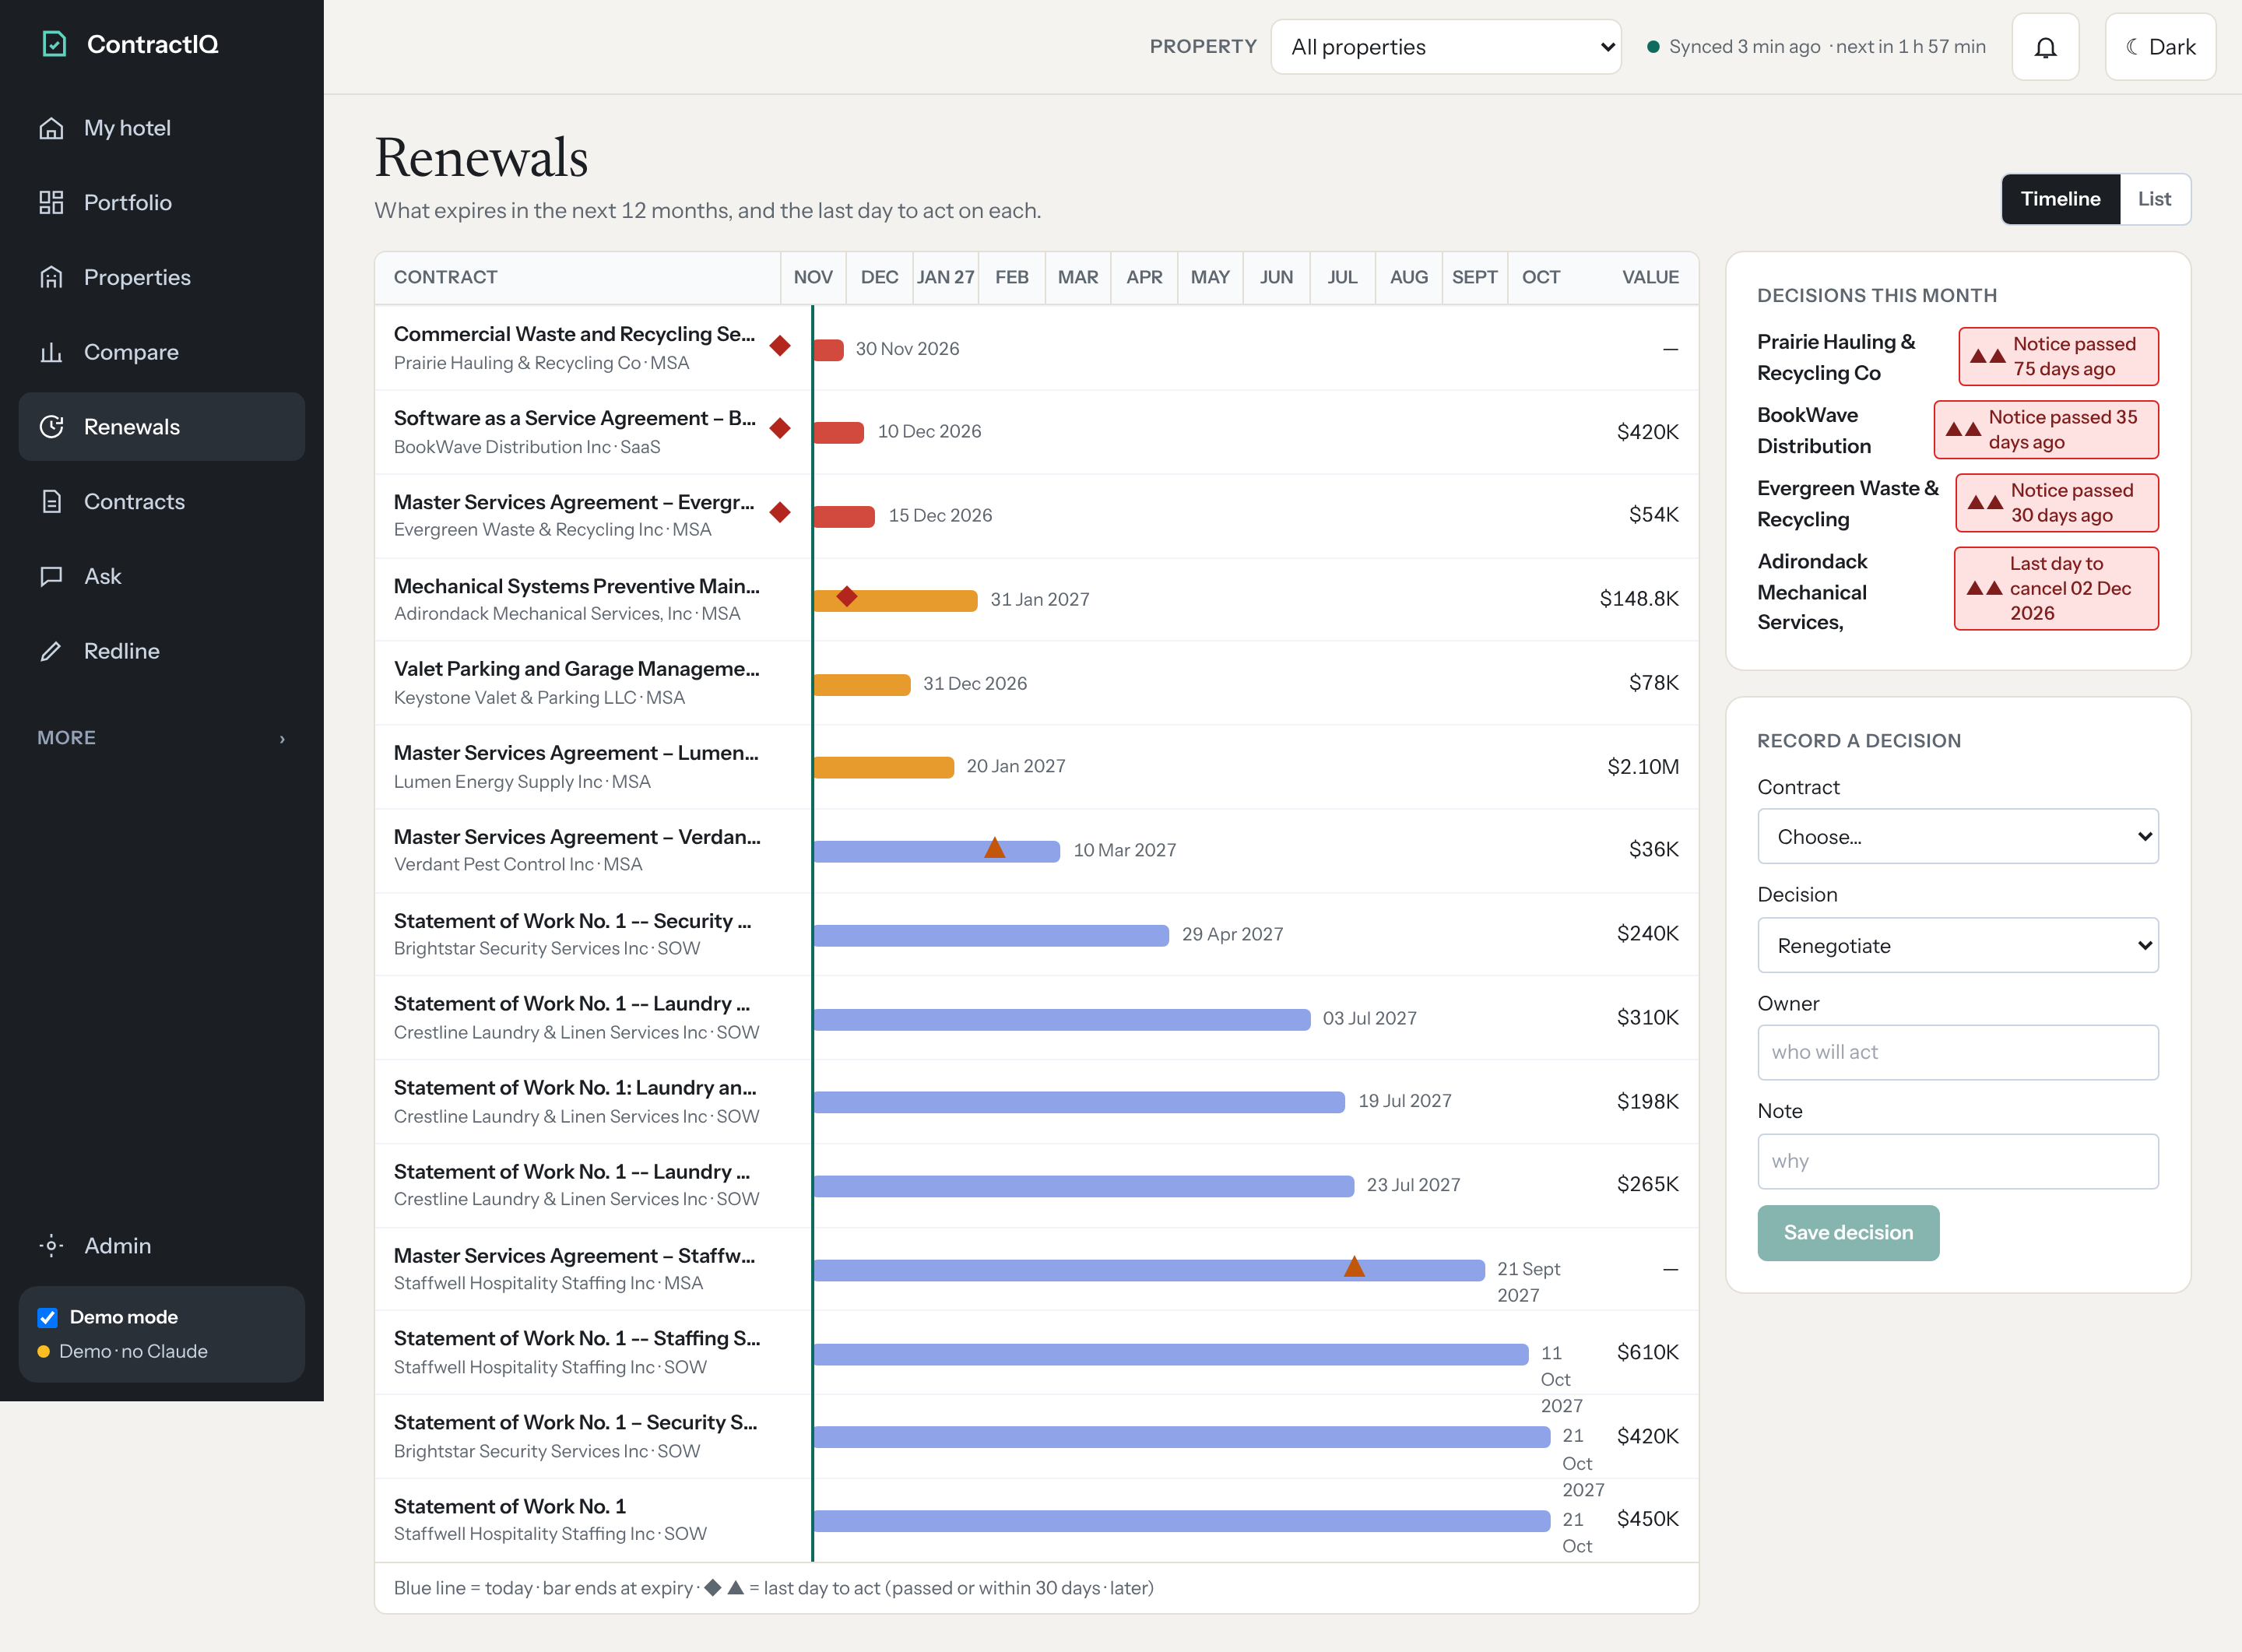 ContractIQ
My hotel
Portfolio
Properties
Compare
Renewals
Contracts
Ask
Redline
MORE ›
Admin
Demo mode
Demo · no Claude
PROPERTY
All properties
Synced 3 min ago · next in 1 h 57 min
☾ Dark
Renewals
What expires in the next 12 months, and the last day to act on each.
Timeline List
CONTRACT NOV DEC JAN 27 FEB MAR APR MAY JUN JUL AUG SEPT OCT VALUE
Commercial Waste and Recycling Se...
Prairie Hauling & Recycling Co · MSA
30 Nov 2026
—
Software as a Service Agreement – B...
BookWave Distribution Inc · SaaS
10 Dec 2026
$420K
Master Services Agreement – Evergr...
Evergreen Waste & Recycling Inc · MSA
15 Dec 2026
$54K
Mechanical Systems Preventive Main...
Adirondack Mechanical Services, Inc · MSA
31 Jan 2027
$148.8K
Valet Parking and Garage Manageme...
Keystone Valet & Parking LLC · MSA
31 Dec 2026
$78K
Master Services Agreement – Lumen...
Lumen Energy Supply Inc · MSA
20 Jan 2027
$2.10M
Master Services Agreement – Verdan...
Verdant Pest Control Inc · MSA
10 Mar 2027
$36K
Statement of Work No. 1 -- Security ...
Brightstar Security Services Inc · SOW
29 Apr 2027
$240K
Statement of Work No. 1 -- Laundry ...
Crestline Laundry & Linen Services Inc · SOW
03 Jul 2027
$310K
Statement of Work No. 1: Laundry an...
Crestline Laundry & Linen Services Inc · SOW
19 Jul 2027
$198K
Statement of Work No. 1 -- Laundry ...
Crestline Laundry & Linen Services Inc · SOW
23 Jul 2027
$265K
Master Services Agreement – Staffw...
Staffwell Hospitality Staffing Inc · MSA
21 Sept
2027
—
Statement of Work No. 1 -- Staffing S...
Staffwell Hospitality Staffing Inc · SOW
11
Oct
2027
$610K
Statement of Work No. 1 – Security S...
Brightstar Security Services Inc · SOW
21
Oct
2027
$420K
Statement of Work No. 1
Staffwell Hospitality Staffing Inc · SOW
21
Oct
$450K
Blue line = today · bar ends at expiry · ◆ ▲ = last day to act (passed or within 30 days · later)
DECISIONS THIS MONTH
Prairie Hauling &
Recycling Co
▲▲ Notice passed
75 days ago
BookWave
Distribution
▲▲ Notice passed 35
days ago
Evergreen Waste &
Recycling
▲▲ Notice passed
30 days ago
Adirondack
Mechanical
Services,
▲▲ Last day to
cancel 02 Dec
2026
RECORD A DECISION
Contract
Choose...
Decision
Renegotiate
Owner
who will act
Note
why
Save decision